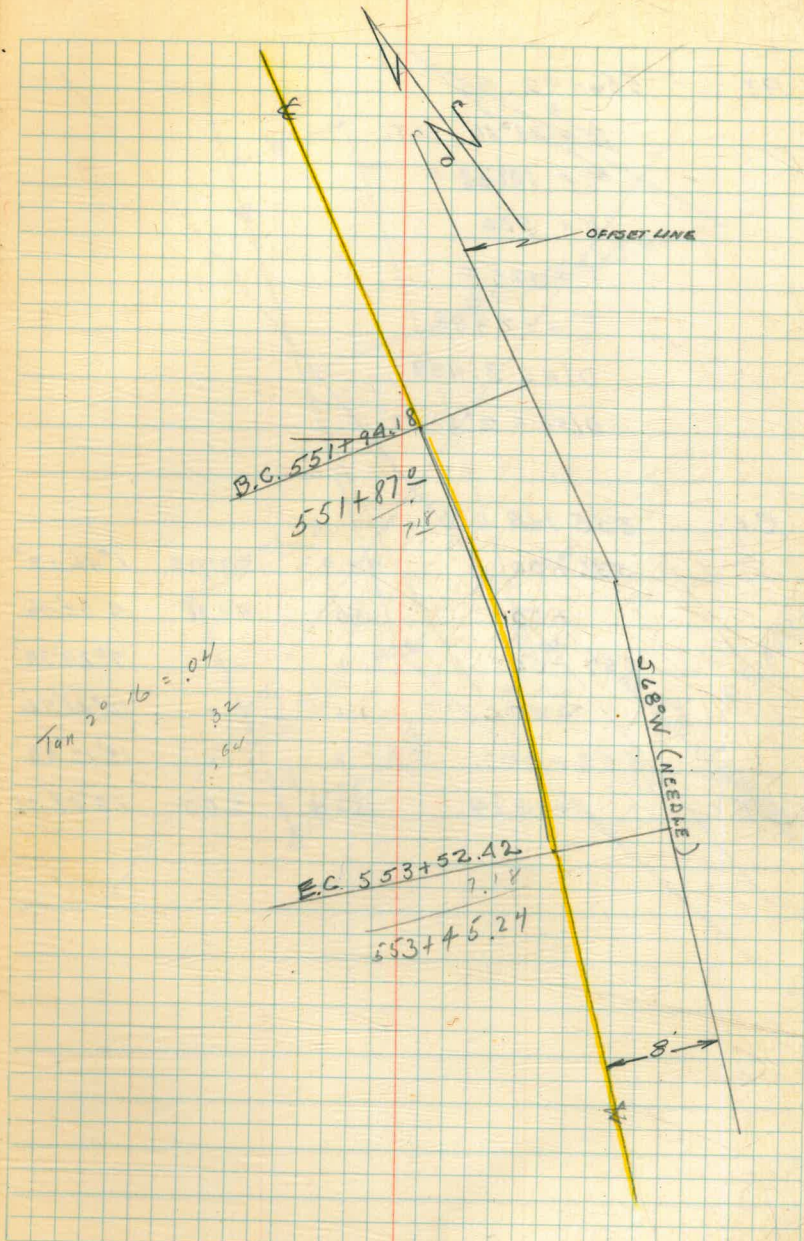 ℄
N
OFFSET LINE
B.C. 551+94.18
551+87.0
7.18
Tan 2° 16 = .04
.32
.64
S68°W (NEEDLE)
E.C. 553+52.42
7.18
553+45.24
8'
℄